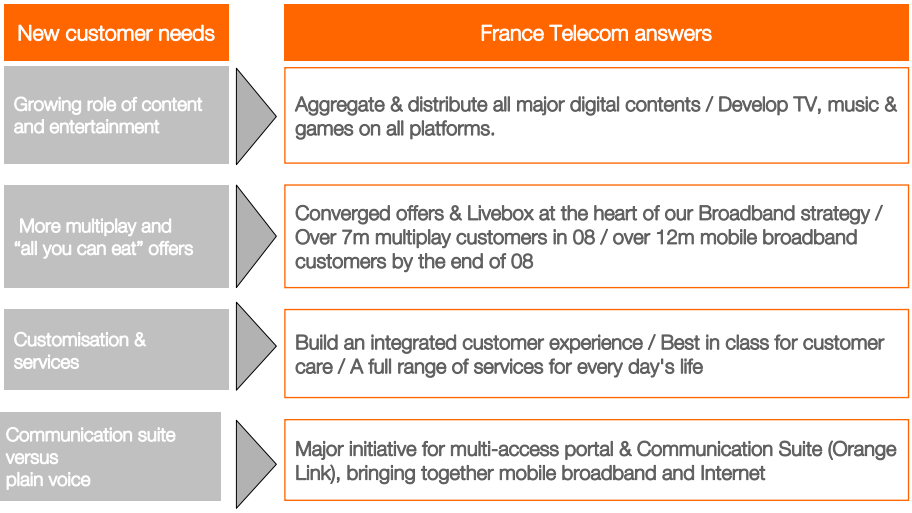 New customer needs
France Telecom answers
Growing role of content
and entertainment
Aggregate & distribute all major digital contents / Develop TV, music &
games on all platforms.
More multiplay and
“all you can eat” offers
Converged offers & Livebox at the heart of our Broadband strategy /
Over 7m multiplay customers in 08 / over 12m mobile broadband
customers by the end of 08
Customisation &
services
Build an integrated customer experience / Best in class for customer
care / A full range of services for every day's life
Communication suite
versus
plain voice
Major initiative for multi-access portal & Communication Suite (Orange
Link), bringing together mobile broadband and Internet